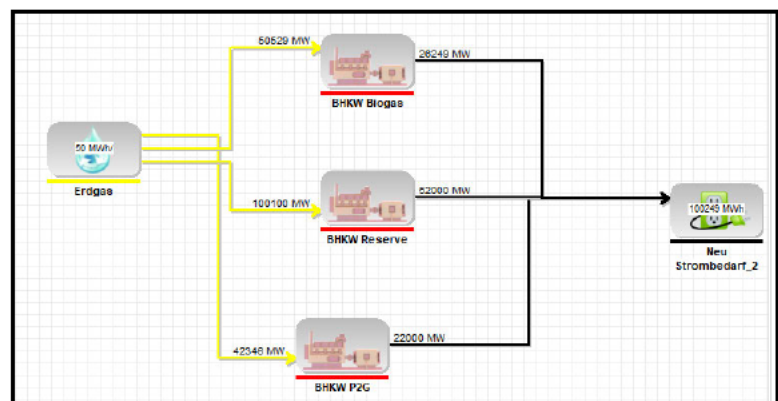 50529 MW
26249 MW
BHKW Biogas
50 MWh/
Erdgas
100100 MW
52000 MW
BHKW Reserve
100249 MWh
Neu
Strombedarf_2
42346 MW
22000 MW
BHKW P2G